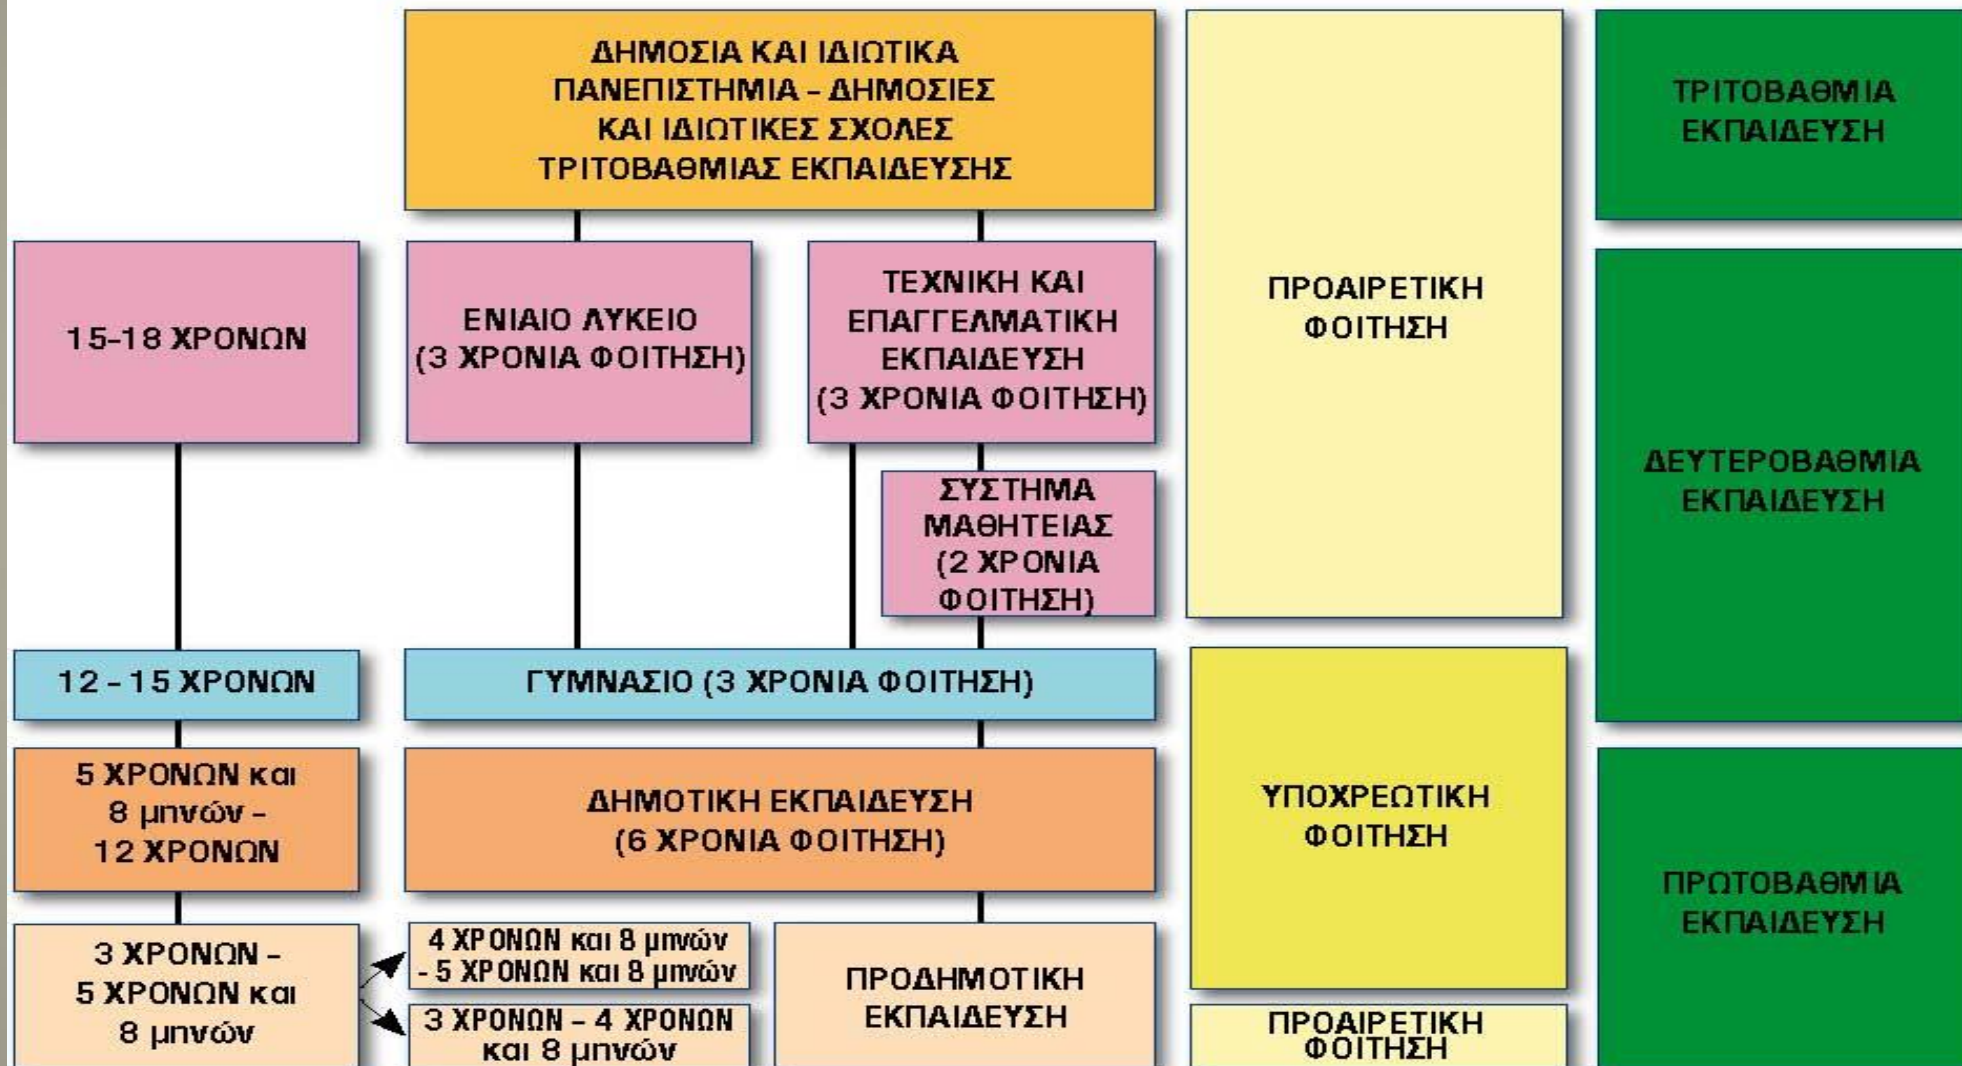 ΔΗΜΟΣΙΑ ΚΑΙ ΙΔΙΩΤΙΚΑ
ΠΑΝΕΠΙΣΤΗΜΙΑ – ΔΗΜΟΣΙΕΣ
ΚΑΙ ΙΔΙΩΤΙΚΕΣ ΣΧΟΛΕΣ
ΤΡΙΤΟΒΑΘΜΙΑΣ ΕΚΠΑΙΔΕΥΣΗΣ
ΤΡΙΤΟΒΑΘΜΙΑ
ΕΚΠΑΙΔΕΥΣΗ
15–18 ΧΡΟΝΩΝ
ΕΝΙΑΙΟ ΛΥΚΕΙΟ
(3 ΧΡΟΝΙΑ ΦΟΙΤΗΣΗ)
ΤΕΧΝΙΚΗ ΚΑΙ
ΕΠΑΓΓΕΛΜΑΤΙΚΗ
ΕΚΠΑΙΔΕΥΣΗ
(3 ΧΡΟΝΙΑ ΦΟΙΤΗΣΗ)
ΠΡΟΑΙΡΕΤΙΚΗ
ΦΟΙΤΗΣΗ
ΔΕΥΤΕΡΟΒΑΘΜΙΑ
ΕΚΠΑΙΔΕΥΣΗ
ΣΥΣΤΗΜΑ
ΜΑΘΗΤΕΙΑΣ
(2 ΧΡΟΝΙΑ
ΦΟΙΤΗΣΗ)
12 – 15 ΧΡΟΝΩΝ
ΓΥΜΝΑΣΙΟ (3 ΧΡΟΝΙΑ ΦΟΙΤΗΣΗ)
5 ΧΡΟΝΩΝ και
8 μηνών –
12 ΧΡΟΝΩΝ
ΔΗΜΟΤΙΚΗ ΕΚΠΑΙΔΕΥΣΗ
(6 ΧΡΟΝΙΑ ΦΟΙΤΗΣΗ)
ΥΠΟΧΡΕΩΤΙΚΗ
ΦΟΙΤΗΣΗ
ΠΡΩΤΟΒΑΘΜΙΑ
ΕΚΠΑΙΔΕΥΣΗ
3 ΧΡΟΝΩΝ –
5 ΧΡΟΝΩΝ και
8 μηνών
4 ΧΡΟΝΩΝ και 8 μηνών
- 5 ΧΡΟΝΩΝ και 8 μηνών
3 ΧΡΟΝΩΝ – 4 ΧΡΟΝΩΝ
και 8 μηνών
ΠΡΟΔΗΜΟΤΙΚΗ
ΕΚΠΑΙΔΕΥΣΗ
ΠΡΟΑΙΡΕΤΙΚΗ
ΦΟΙΤΗΣΗ